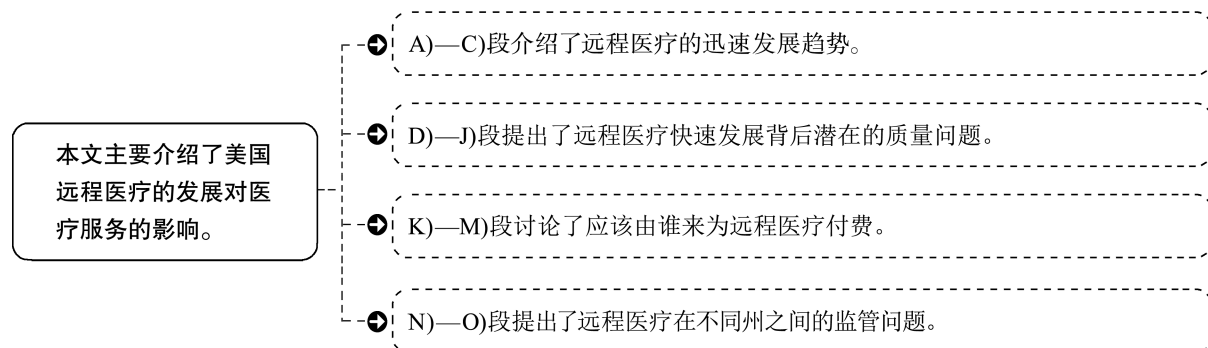 本文主要介绍了美国
远程医疗的发展对医
疗服务的影响。
A)—C)段介绍了远程医疗的迅速发展趋势。
D)—J)段提出了远程医疗快速发展背后潜在的质量问题。
K)—M)段讨论了应该由谁来为远程医疗付费。
N)—O)段提出了远程医疗在不同州之间的监管问题。